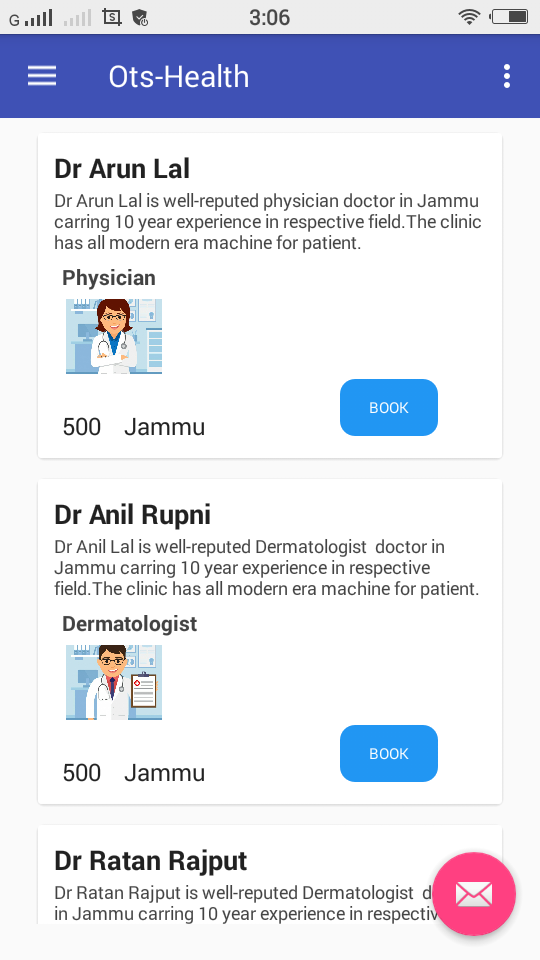 G 3:06
Ots-Health
Dr Arun Lal
Dr Arun Lal is well-reputed physician doctor in Jammu
carring 10 year experience in respective field.The clinic
has all modern era machine for patient.
Physician
500 Jammu
BOOK
Dr Anil Rupni
Dr Anil Lal is well-reputed Dermatologist  doctor in
Jammu carring 10 year experience in respective
field.The clinic has all modern era machine for patient.
Dermatologist
500 Jammu
BOOK
Dr Ratan Rajput
Dr Ratan Rajput is well-reputed Dermatologist
in Jammu carring 10 year experience in